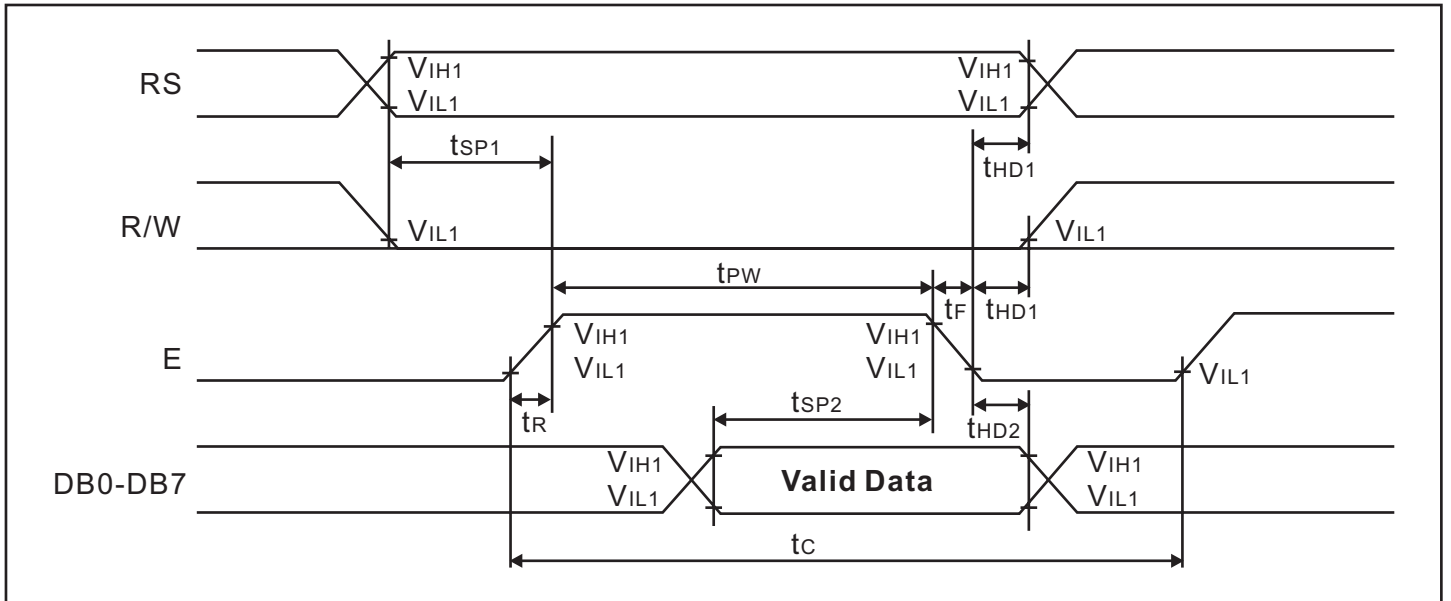 RS
VIH1
VIL1
VIH1
VIL1
tSP1
tHD1
R/W
VIL1
VIL1
tPW
tF
tHD1
E
VIH1
VIL1
VIH1
VIL1
VIL1
tR
tSP2
tHD2
DB0-DB7
VIH1
VIL1
Valid Data
VIH1
VIL1
tC